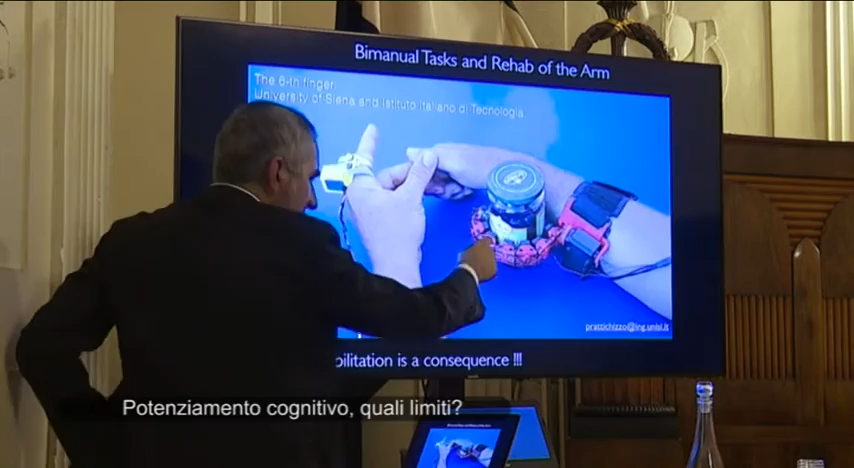 Bimanual Tasks and Rehab of the Arm
The 6-th finger:
University of Siena and Istituto Italiano di Tecnologia
prattichizzo@ing.unisi.it
bilitation is a consequence !!!
Potenziamento cognitivo, quali limiti?